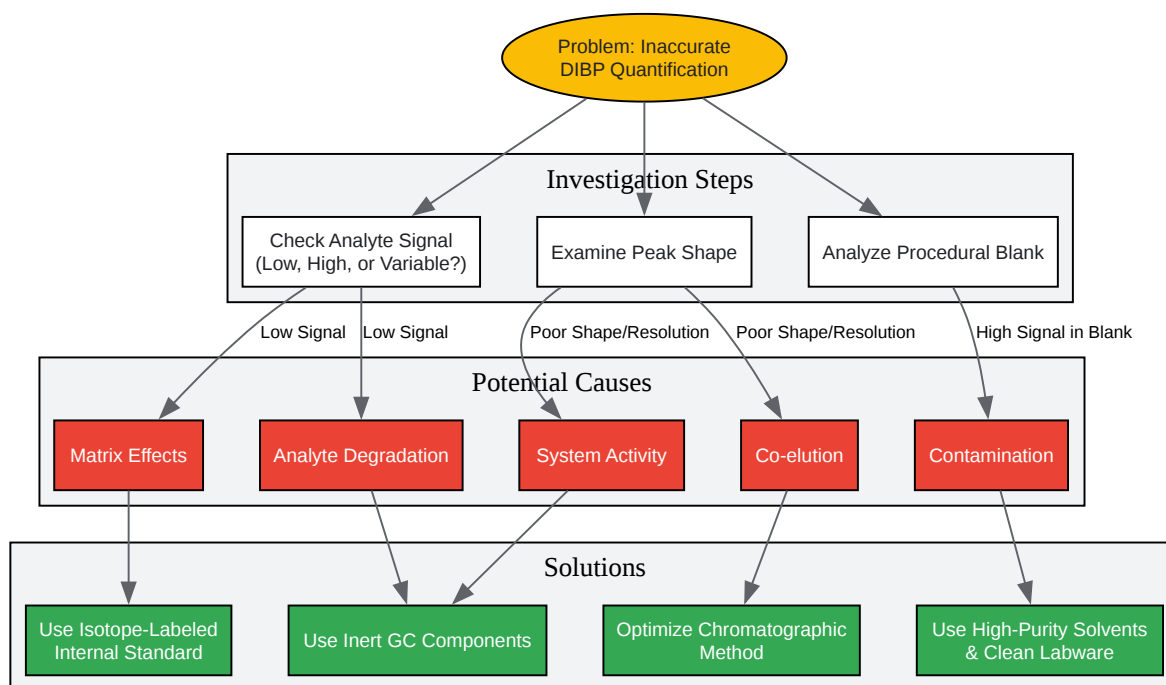 Problem: Inaccurate
DIBP Quantification
Investigation Steps
Check Analyte Signal
(Low, High, or Variable?)
Examine Peak Shape
Analyze Procedural Blank
Low Signal
Low Signal
Poor Shape/Resolution
Poor Shape/Resolution
High Signal in Blank
Potential Causes
Matrix Effects
Analyte Degradation
System Activity
Co-elution
Contamination
Solutions
Use Isotope-Labeled
Internal Standard
Use Inert GC Components
Optimize Chromatographic
Method
Use High-Purity Solvents
& Clean Labware